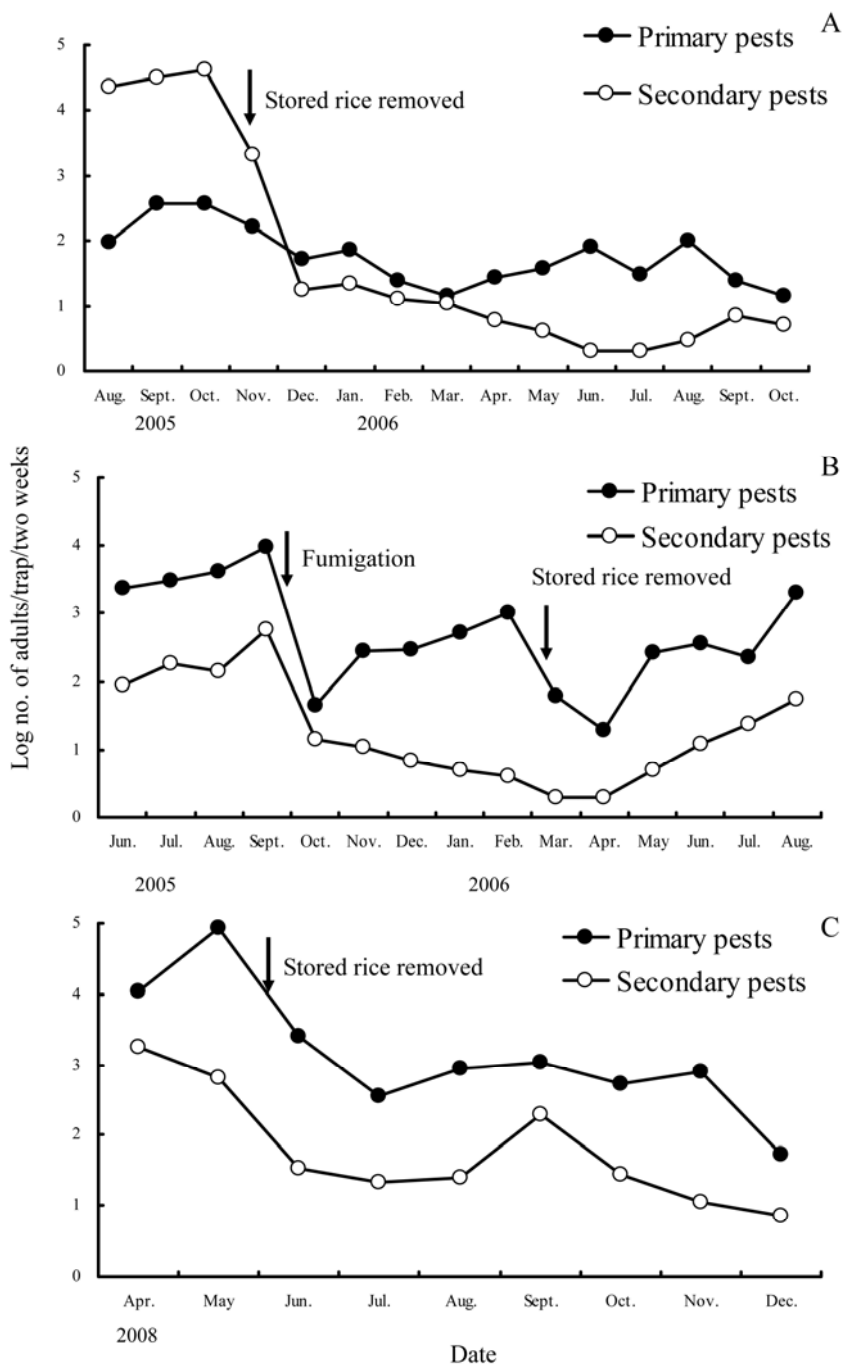 A
Primary pests
Secondary pests
Stored rice removed
5
4
3
2
1
0
Aug. Sept. Oct. Nov. Dec. Jan. Feb. Mar. Apr. May Jun. Jul. Aug. Sept. Oct.
2005 2006
Log no. of adults/trap/two weeks
B
Primary pests
Secondary pests
Fumigation
Stored rice removed
5
4
3
2
1
0
Jun. Jul. Aug. Sept. Oct. Nov. Dec. Jan. Feb. Mar. Apr. May Jun. Jul. Aug.
2005 2006
C
Primary pests
Secondary pests
Stored rice removed
5
4
3
2
1
0
Apr. May Jun. Jul. Aug. Sept. Oct. Nov. Dec.
2008
Date